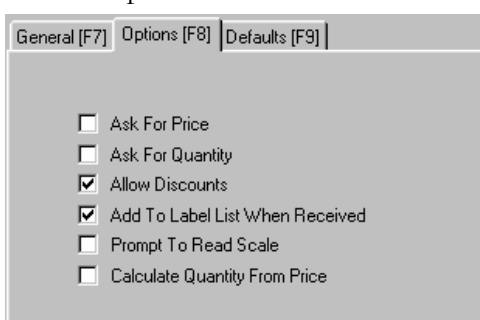 General [F7] Options [F8] Defaults [F9]
Ask For Price
Ask For Quantity
Allow Discounts
Add To Label List When Received
Prompt To Read Scale
Calculate Quantity From Price